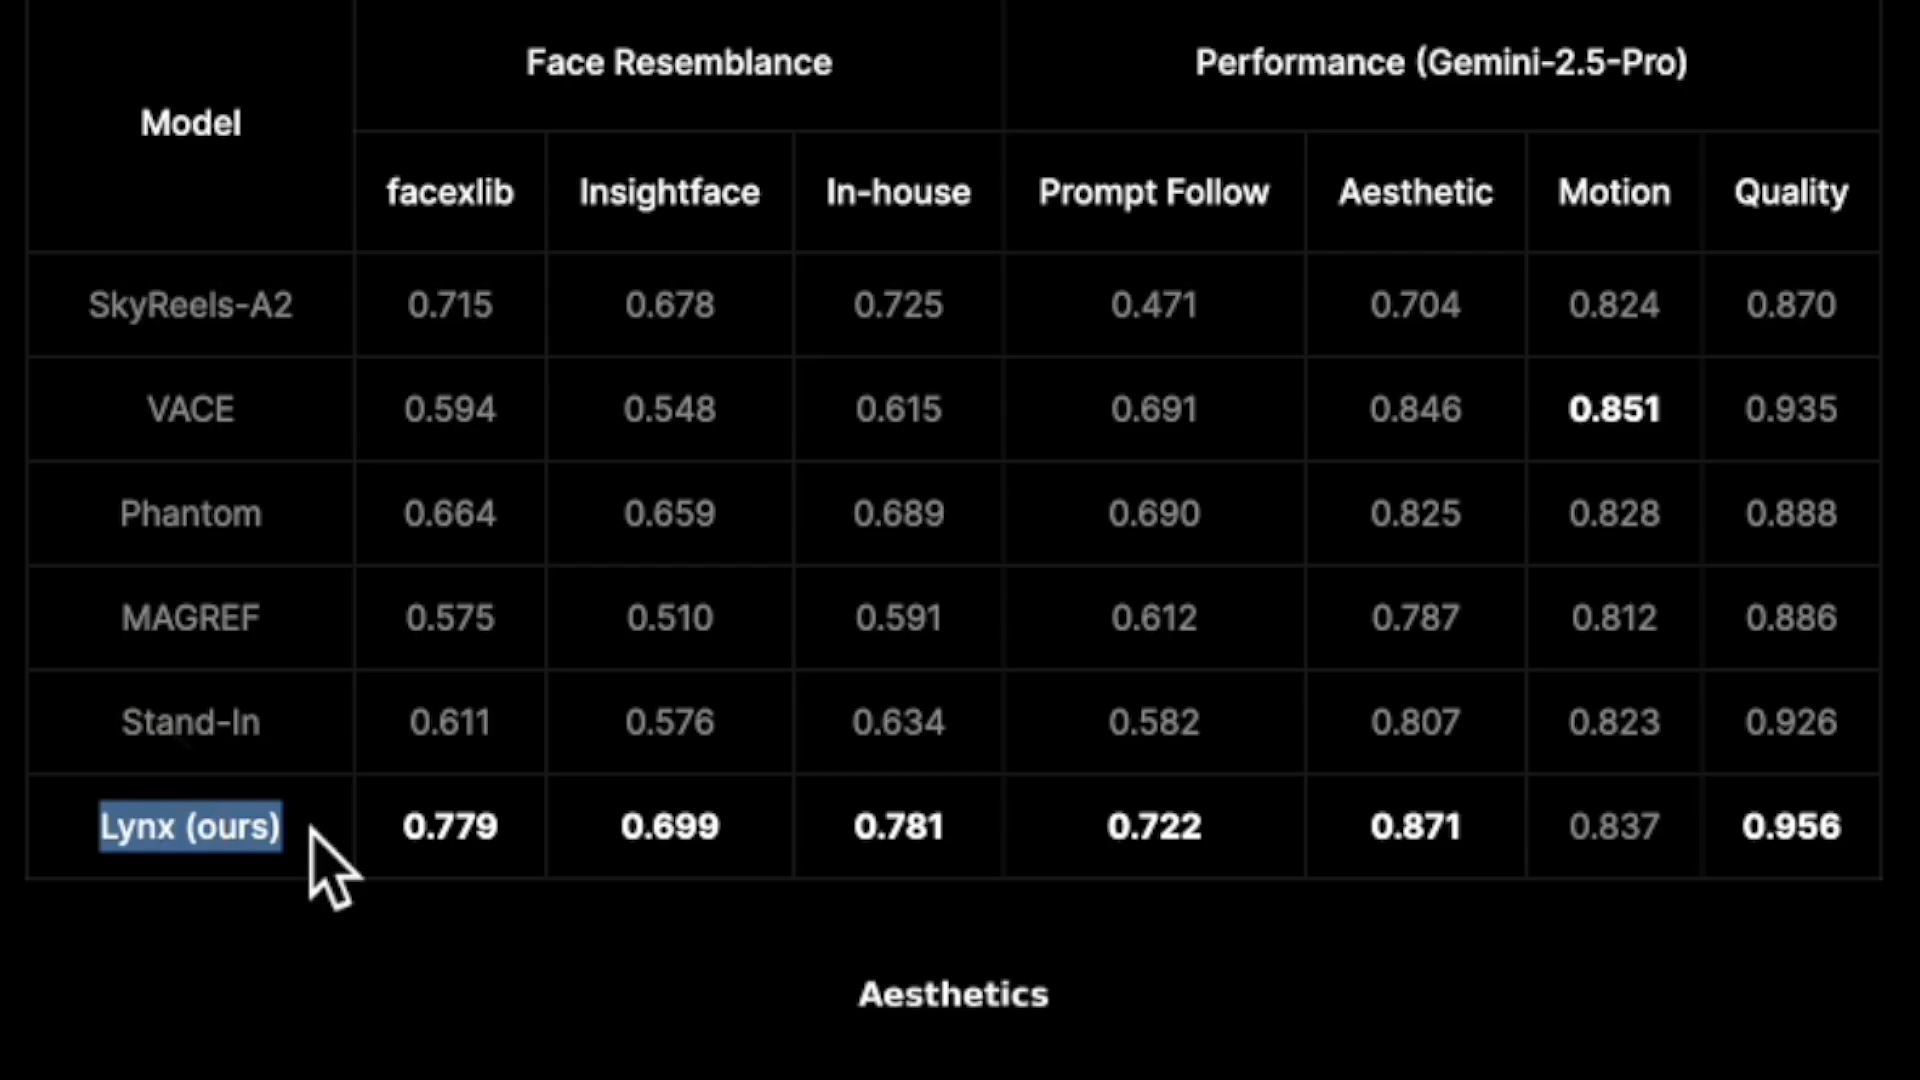 Face Resemblance Performance (Gemini-2.5-Pro)
Model
facexlib Insightface In-house Prompt Follow Aesthetic Motion Quality
SkyReels-A2 0.715 0.678 0.725 0.471 0.704 0.824 0.870
VACE 0.594 0.548 0.615 0.691 0.846 0.851 0.935
Phantom 0.664 0.659 0.689 0.690 0.825 0.828 0.888
MAGREF 0.575 0.510 0.591 0.612 0.787 0.812 0.886
Stand-In 0.611 0.576 0.634 0.582 0.807 0.823 0.926
Lynx (ours) 0.779 0.699 0.781 0.722 0.871 0.837 0.956
Aesthetics